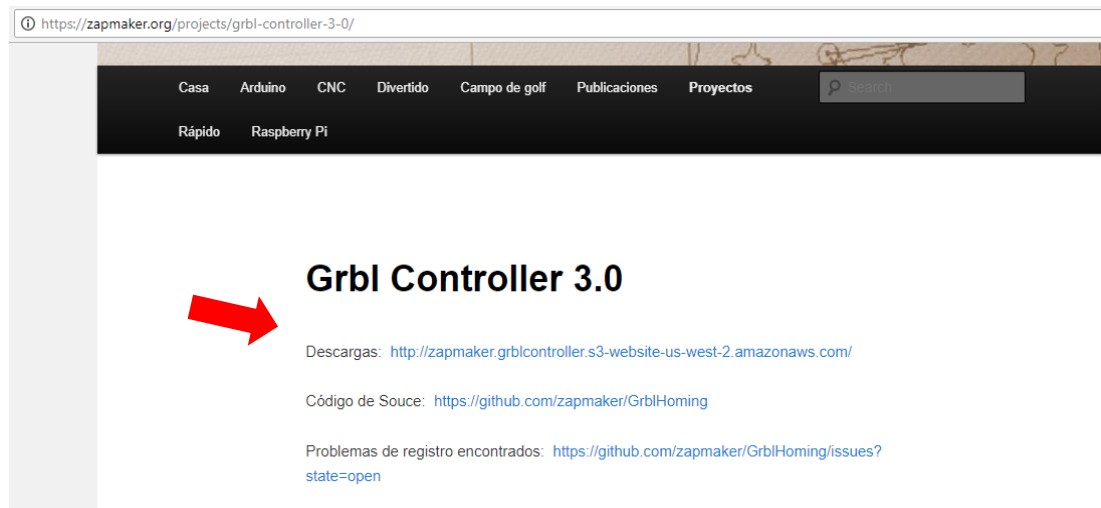 https://zapmaker.org/projects/grbl-controller-3-0/
Casa Arduino CNC Divertido Campo de golf Publicaciones Proyectos Search
Rápido Raspberry Pi
Grbl Controller 3.0
Descargas: http://zapmaker.grblcontroller.s3-website-us-west-2.amazonaws.com/
Código de Souce: https://github.com/zapmaker/GrblHoming
Problemas de registro encontrados: https://github.com/zapmaker/GrblHoming/issues?
state=open